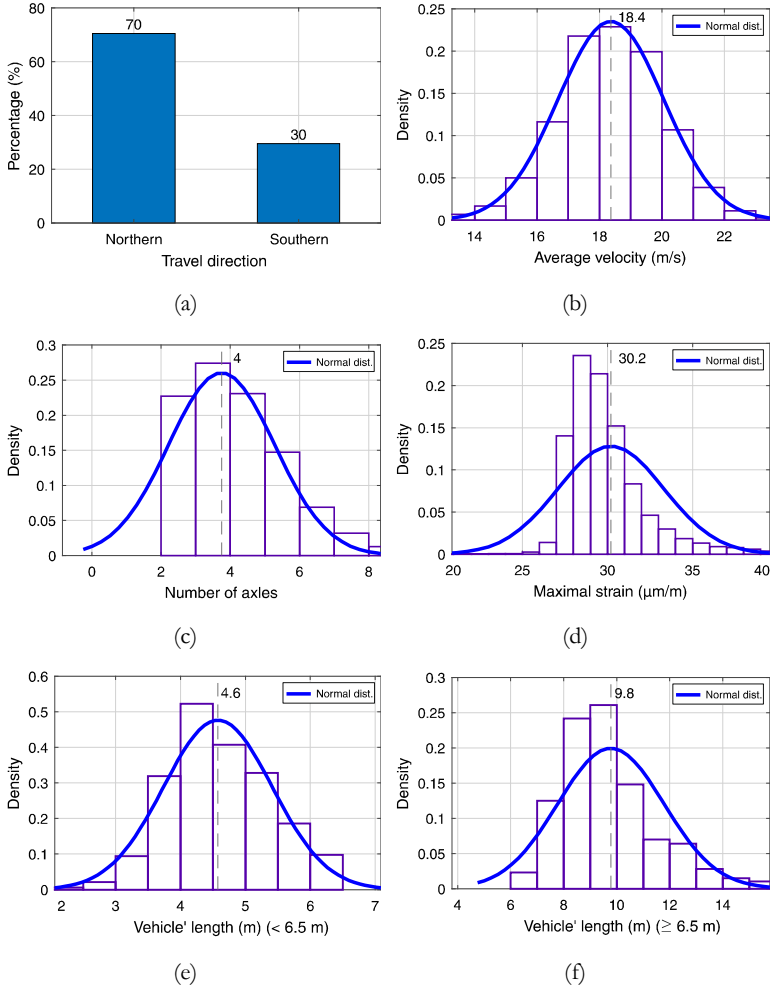 80
60
40
20
0
Percentage (%)
70
30
Northern
Southern
Travel direction
(a)
0.25
0.2
0.15
0.1
0.05
0
Density
18.4
Normal dist.
14 16 18 20 22
Average velocity (m/s)
(b)
0.3
0.25
0.2
0.15
0.1
0.05
0
Density
4
Normal dist.
0 2 4 6 8
Number of axles
(c)
0.25
0.2
0.15
0.1
0.05
0
Density
30.2
Normal dist.
20 25 30 35 40
Maximal strain (μm/m)
(d)
0.6
0.5
0.4
0.3
0.2
0.1
0
Density
4.6
Normal dist.
2 3 4 5 6 7
Vehicle' length (m) (< 6.5 m)
(e)
0.3
0.25
0.2
0.15
0.1
0.05
0
Density
9.8
Normal dist.
4 6 8 10 12 14
Vehicle' length (m) (≥ 6.5 m)
(f)